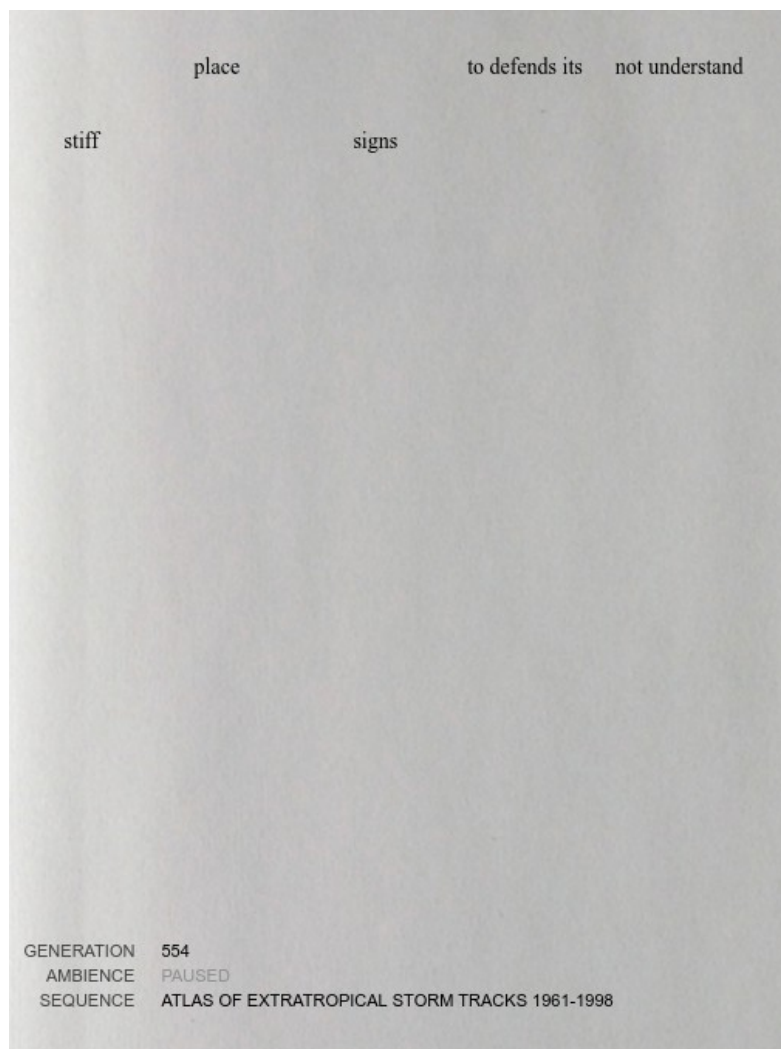 place to defends its not understand
stiff signs
GENERATION 554
AMBIENCE PAUSED
SEQUENCE ATLAS OF EXTRATROPICAL STORM TRACKS 1961-1998